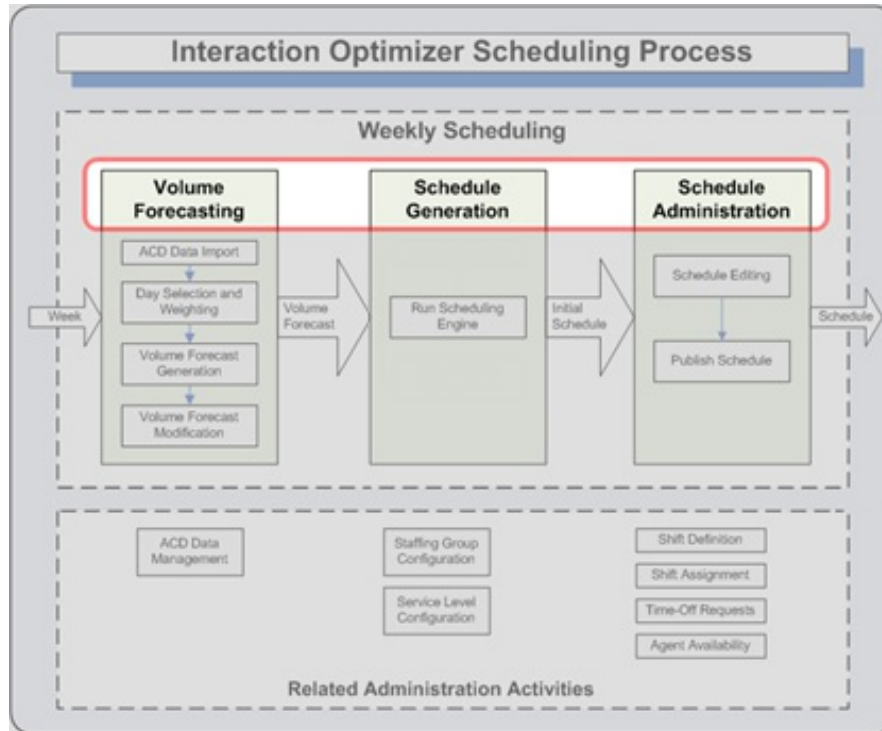 Interaction Optimizer Scheduling Process
Weekly Scheduling
Volume
Forecasting
ACD Data Import
Day Selection and
Weighting
Volume Forecast
Generation
Volume Forecast
Modification
Week
Volume
Forecast
Schedule
Generation
Run Scheduling
Engine
Initial
Schedule
Schedule
Administration
Schedule Editing
Publish Schedule
Schedule
ACD Data
Management
Staffing Group
Configuration
Service Level
Configuration
Shift Definition
Shift Assignment
Time-Off Requests
Agent Availability
Related Administration Activities